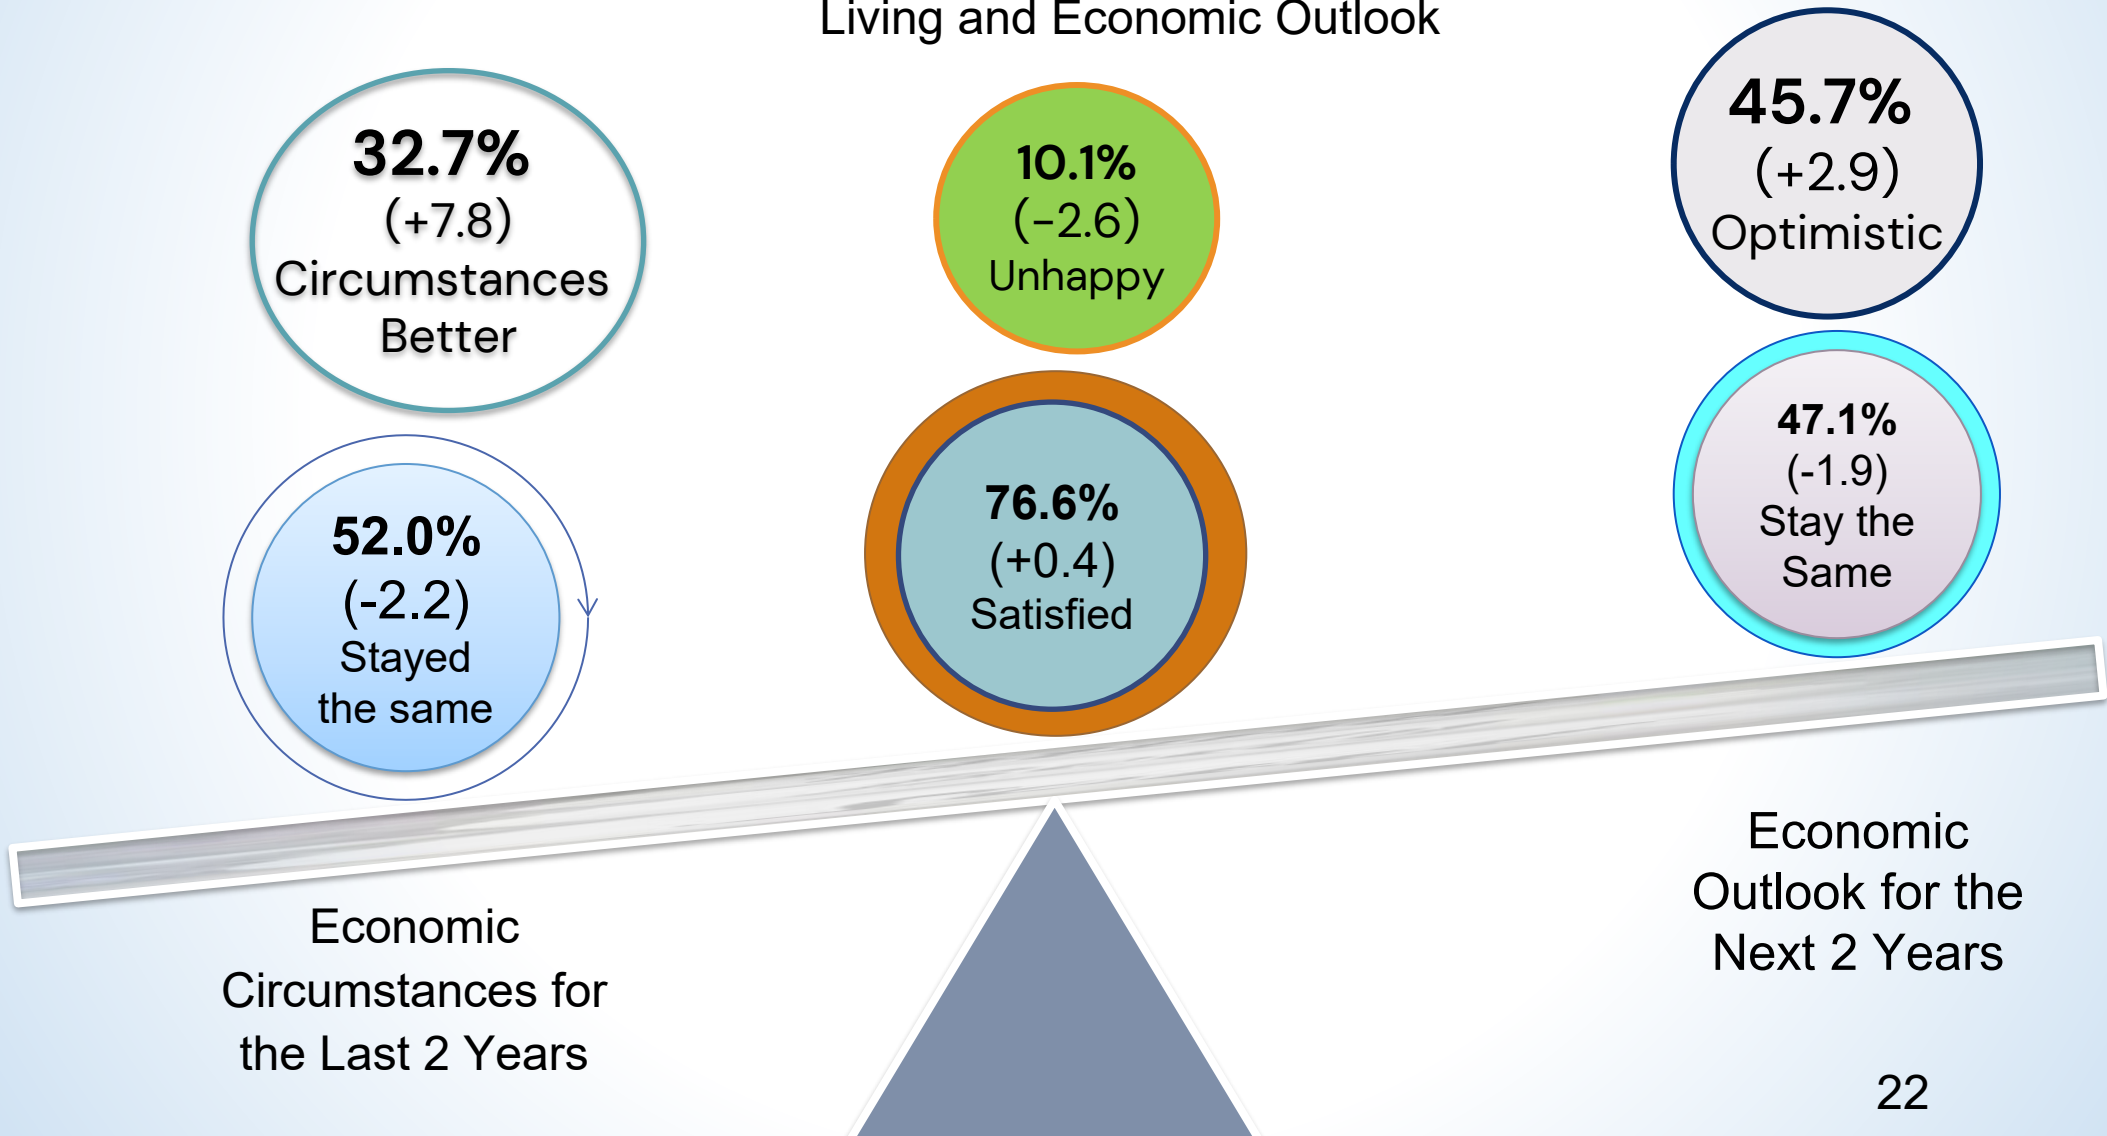 Living and Economic Outlook
32.7%
(+7.8)
Circumstances
Better
52.0%
(-2.2)
Stayed
the same
Economic
Circumstances for
the Last 2 Years
10.1%
(-2.6)
Unhappy
76.6%
(+0.4)
Satisfied
45.7%
(+2.9)
Optimistic
47.1%
(-1.9)
Stay the
Same
Economic
Outlook for the
Next 2 Years
22